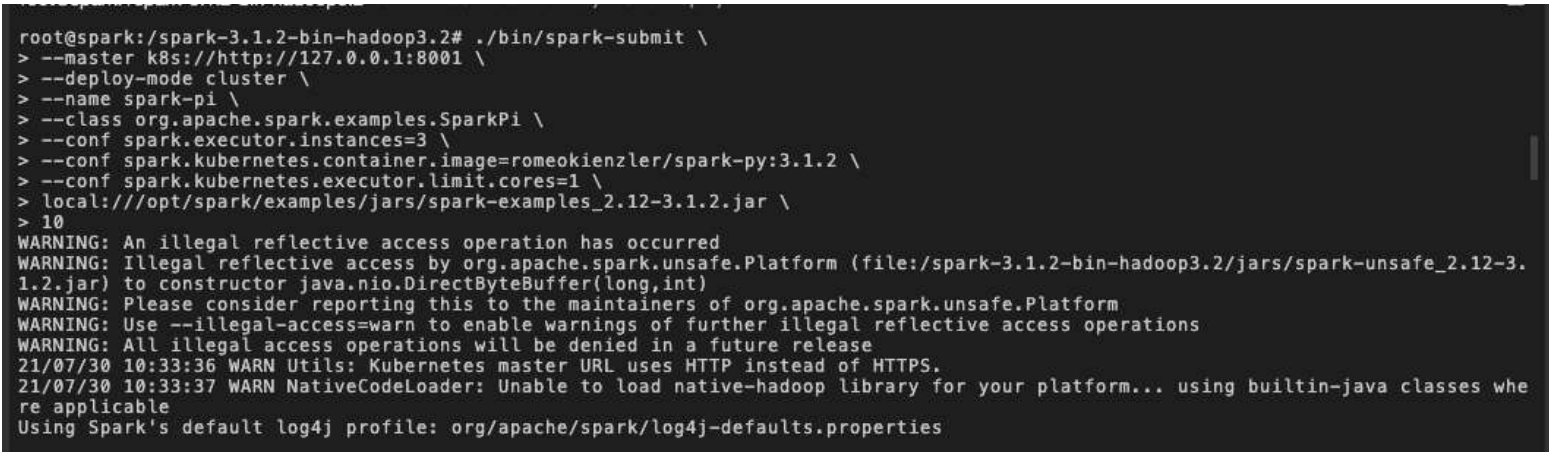 root@spark:/spark-3.1.2-bin-hadoop3.2# ./bin/spark-submit \
> --master k8s://http://127.0.0.1:8001 \
> --deploy-mode cluster \
> --name spark-pi \
> --class org.apache.spark.examples.SparkPi \
> --conf spark.executor.instances=3 \
> --conf spark.kubernetes.container.image=romeokienzler/spark-py:3.1.2 \
> --conf spark.kubernetes.executor.limit.cores=1 \
> local:///opt/spark/examples/jars/spark-examples_2.12-3.1.2.jar \
> 10
WARNING: An illegal reflective access operation has occurred
WARNING: Illegal reflective access by org.apache.spark.unsafe.Platform (file:/spark-3.1.2-bin-hadoop3.2/jars/spark-unsafe_2.12-3.
1.2.jar) to constructor java.nio.DirectByteBuffer(long,int)
WARNING: Please consider reporting this to the maintainers of org.apache.spark.unsafe.Platform
WARNING: Use --illegal-access=warn to enable warnings of further illegal reflective access operations
WARNING: All illegal access operations will be denied in a future release
21/07/30 10:33:36 WARN Utils: Kubernetes master URL uses HTTP instead of HTTPS.
21/07/30 10:33:37 WARN NativeCodeLoader: Unable to load native-hadoop library for your platform... using builtin-java classes whe
re applicable
Using Spark's default log4j profile: org/apache/spark/log4j-defaults.properties